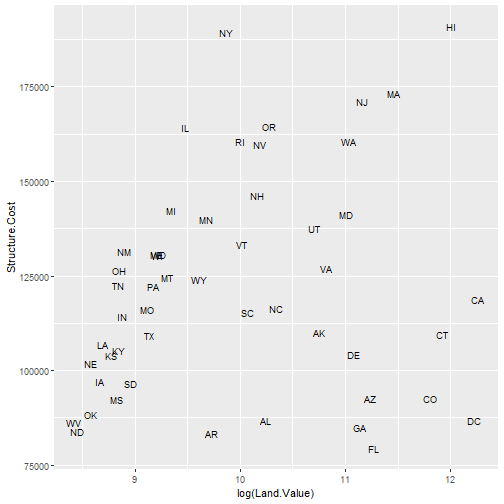 NY
HI
175000
MA
NJ
IL
OR
RI
NV
WA
150000
NH
MI
MN
MD
UT
VT
NM
OH
MT
WY
VA
125000
TN
PA
CA
MO
NC
SC
IN
AK
CT
TX
LA
KY
KS
DE
NE
100000
IA
SD
MS
AZ
CO
OK
AL
DC
WV
GA
ND
AR
FL
75000
9
10
11
12
log(Land.Value)
Structure.Cost